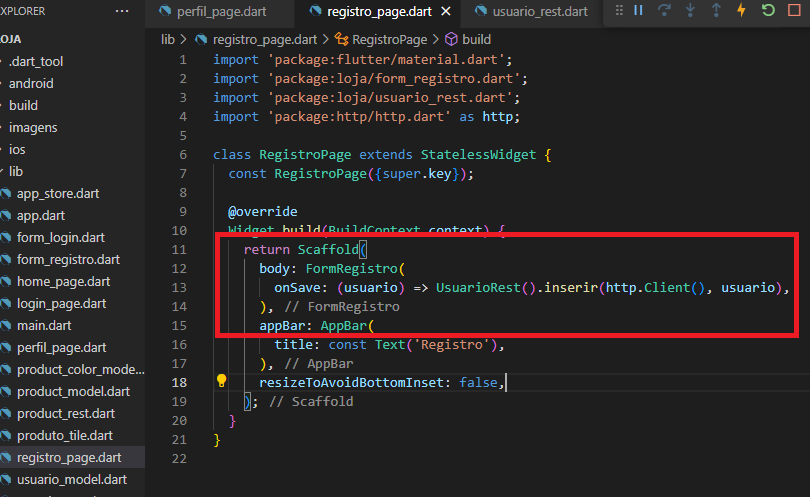 XPLORER ...
perfil_page.dart registro_page.dart usuario_rest.dart
OJA
lib > registro_page.dart > RegistroPage > build
.dart_tool
android
build
imagens
ios
lib
app_store.dart
app.dart
form_login.dart
form_registro.dart
home_page.dart
login_page.dart
main.dart
perfil_page.dart
product_color_mode...
product_model.dart
product_rest.dart
produto_tile.dart
registro_page.dart
usuario_model.dart
1 import 'package:flutter/material.dart';
2 import 'package:loja/form_registro.dart';
3 import 'package:loja/usuario_rest.dart';
4 import 'package:http/http.dart' as http;
5
6 class RegistroPage extends StatelessWidget {
7 const RegistroPage({super.key});
8
9 @override
10 Widget build(BuildContext context) {
11 return Scaffold(
12 body: FormRegistro(
13 onSave: (usuario) => UsuarioRest().inserir(http.Client(), usuario),
14 ), // FormRegistro
15 appBar: AppBar(
16 title: const Text('Registro'),
17 ), // AppBar
18 resizeToAvoidBottomInset: false,
19 ); // Scaffold
20 }
21 }
22